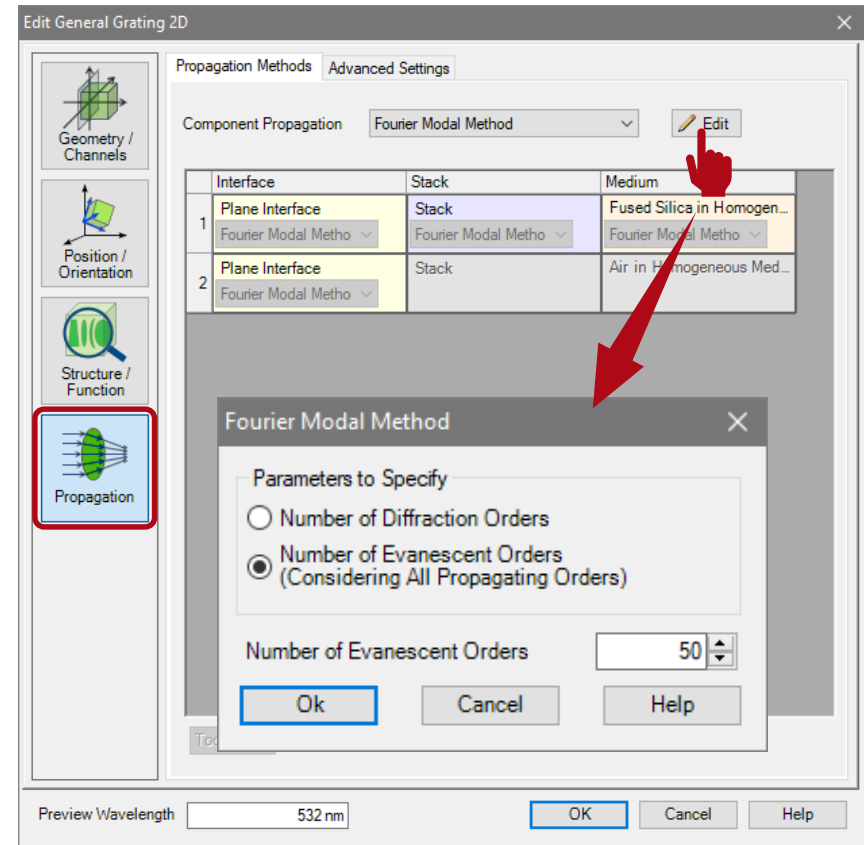 Edit General Grating 2D
Propagation Methods
Advanced Settings
Geometry /
Channels
Position /
Orientation
Structure /
Function
Propagation
Component Propagation
Fourier Modal Method
Edit
Interface
Stack
Medium
1
Plane Interface
Fourier Modal Metho
Stack
Fourier Modal Metho
Fused Silica in Homogen...
Fourier Modal Metho
2
Plane Interface
Fourier Modal Metho
Stack
Air in Homogeneous Med...
Fourier Modal Method
Parameters to Specify
Number of Diffraction Orders
Number of Evanescent Orders
(Considering All Propagating Orders)
Number of Evanescent Orders
50
Ok
Cancel
Help
Preview Wavelength
532 nm
OK
Cancel
Help